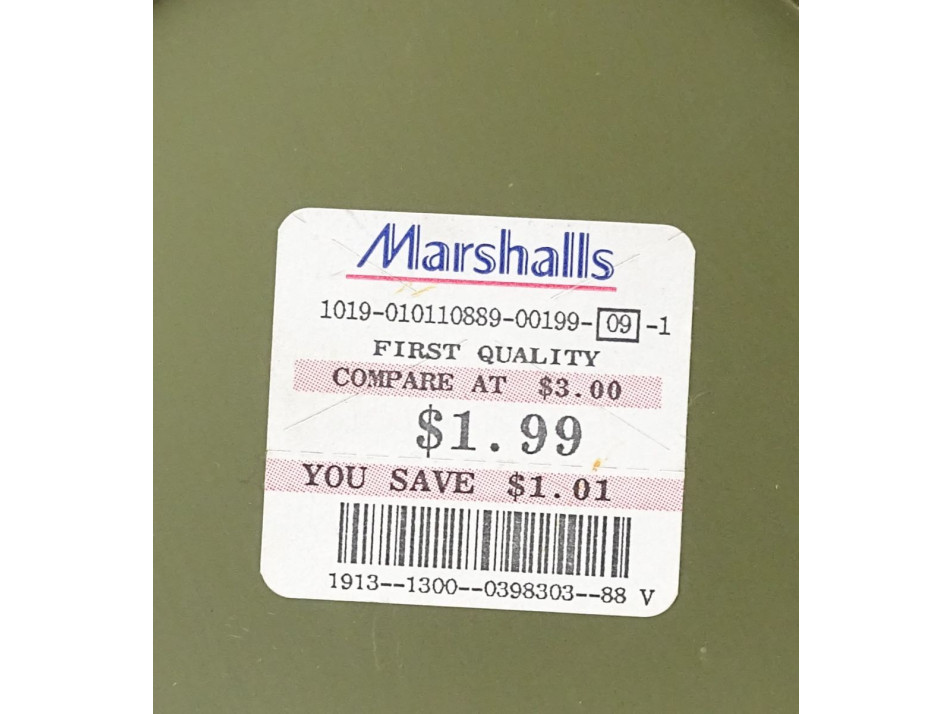 Marshalls
1019-010110889-00199-09-1
FIRST QUALITY
COMPARE AT $3.00
$1.99
YOU SAVE $1.01
1913--1300--0398303--88 V